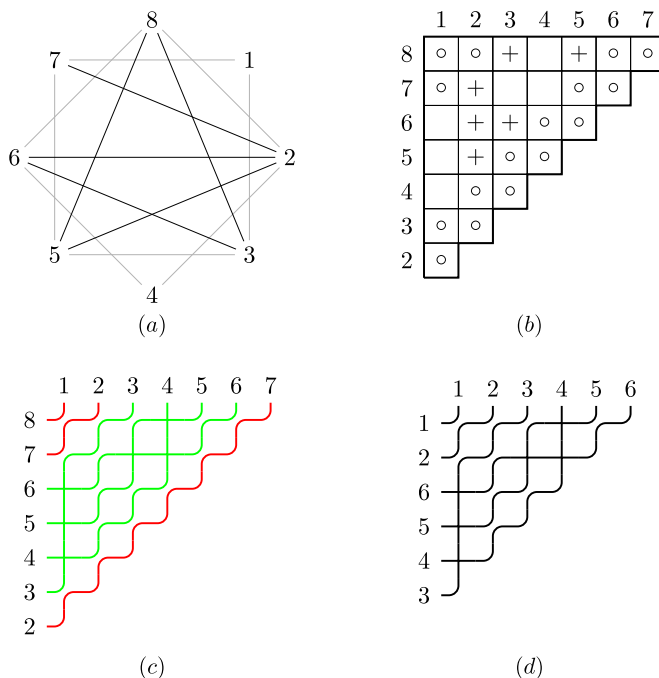 8
7 1
6 2
5 3
4
(a)
1 2 3 4 5 6 7
8 ∘ ∘ + + ∘ ∘
7 ∘ + ∘ ∘
6 + + ∘ ∘
5 + ∘ ∘
4 ∘ ∘
3 ∘ ∘
2 ∘
(b)
1 2 3 4 5 6 7
8
7
6
5
4
3
2
(c)
1 2 3 4 5 6
1
2
6
5
4
3
(d)